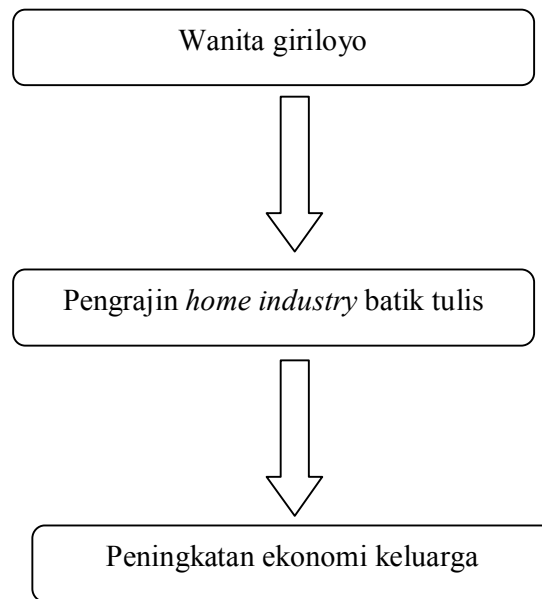 Wanita giriloyo
Pengrajin home industry batik tulis
Peningkatan ekonomi keluarga